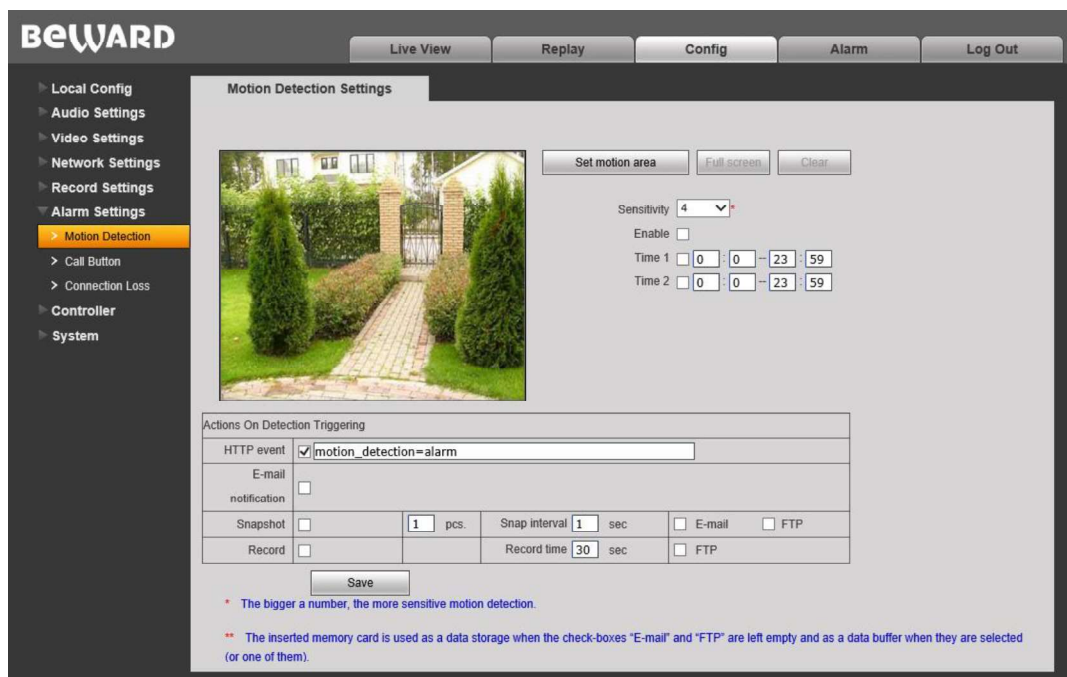 BEWARD
Live View Replay Config Alarm Log Out
Local Config
Audio Settings
Video Settings
Network Settings
Record Settings
Alarm Settings
> Motion Detection
> Call Button
> Connection Loss
Controller
System
Motion Detection Settings
Set motion area Full screen Clear
Sensitivity 4 *
Enable
Time 1 0 : 0 -- 23 : 59
Time 2 0 : 0 -- 23 : 59
Actions On Detection Triggering
HTTP event motion_detection=alarm
E-mail
notification
Snapshot 1 pcs. Snap interval 1 sec E-mail FTP
Record Record time 30 sec FTP
Save
* The bigger a number, the more sensitive motion detection.
** The inserted memory card is used as a data storage when the check-boxes "E-mail" and "FTP" are left empty and as a data buffer when they are selected
(or one of them).